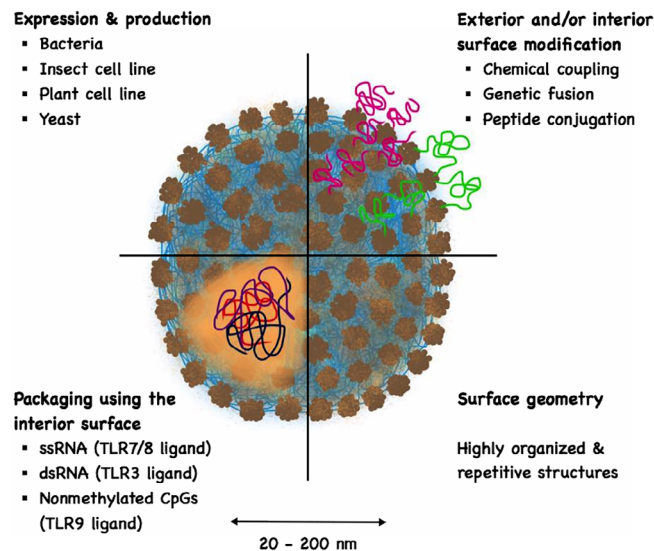 Expression & production
▪ Bacteria
▪ Insect cell line
▪ Plant cell line
▪ Yeast
Exterior and/or interior
surface modification
▪ Chemical coupling
▪ Genetic fusion
▪ Peptide conjugation
Packaging using the
interior surface
▪ ssRNA (TLR7/8 ligand)
▪ dsRNA (TLR3 ligand)
▪ Nonmethylated CpGs
(TLR9 ligand)
Surface geometry
Highly organized &
repetitive structures
20 - 200 nm